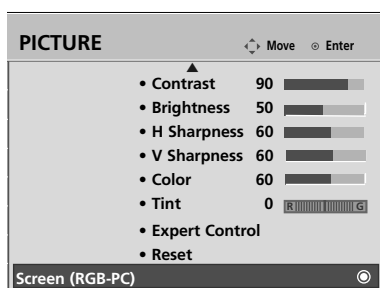 PICTURE Move Enter
• Contrast 90
• Brightness 50
• H Sharpness 60
• V Sharpness 60
• Color 60
• Tint 0 R G
• Expert Control
• Reset
Screen (RGB-PC)